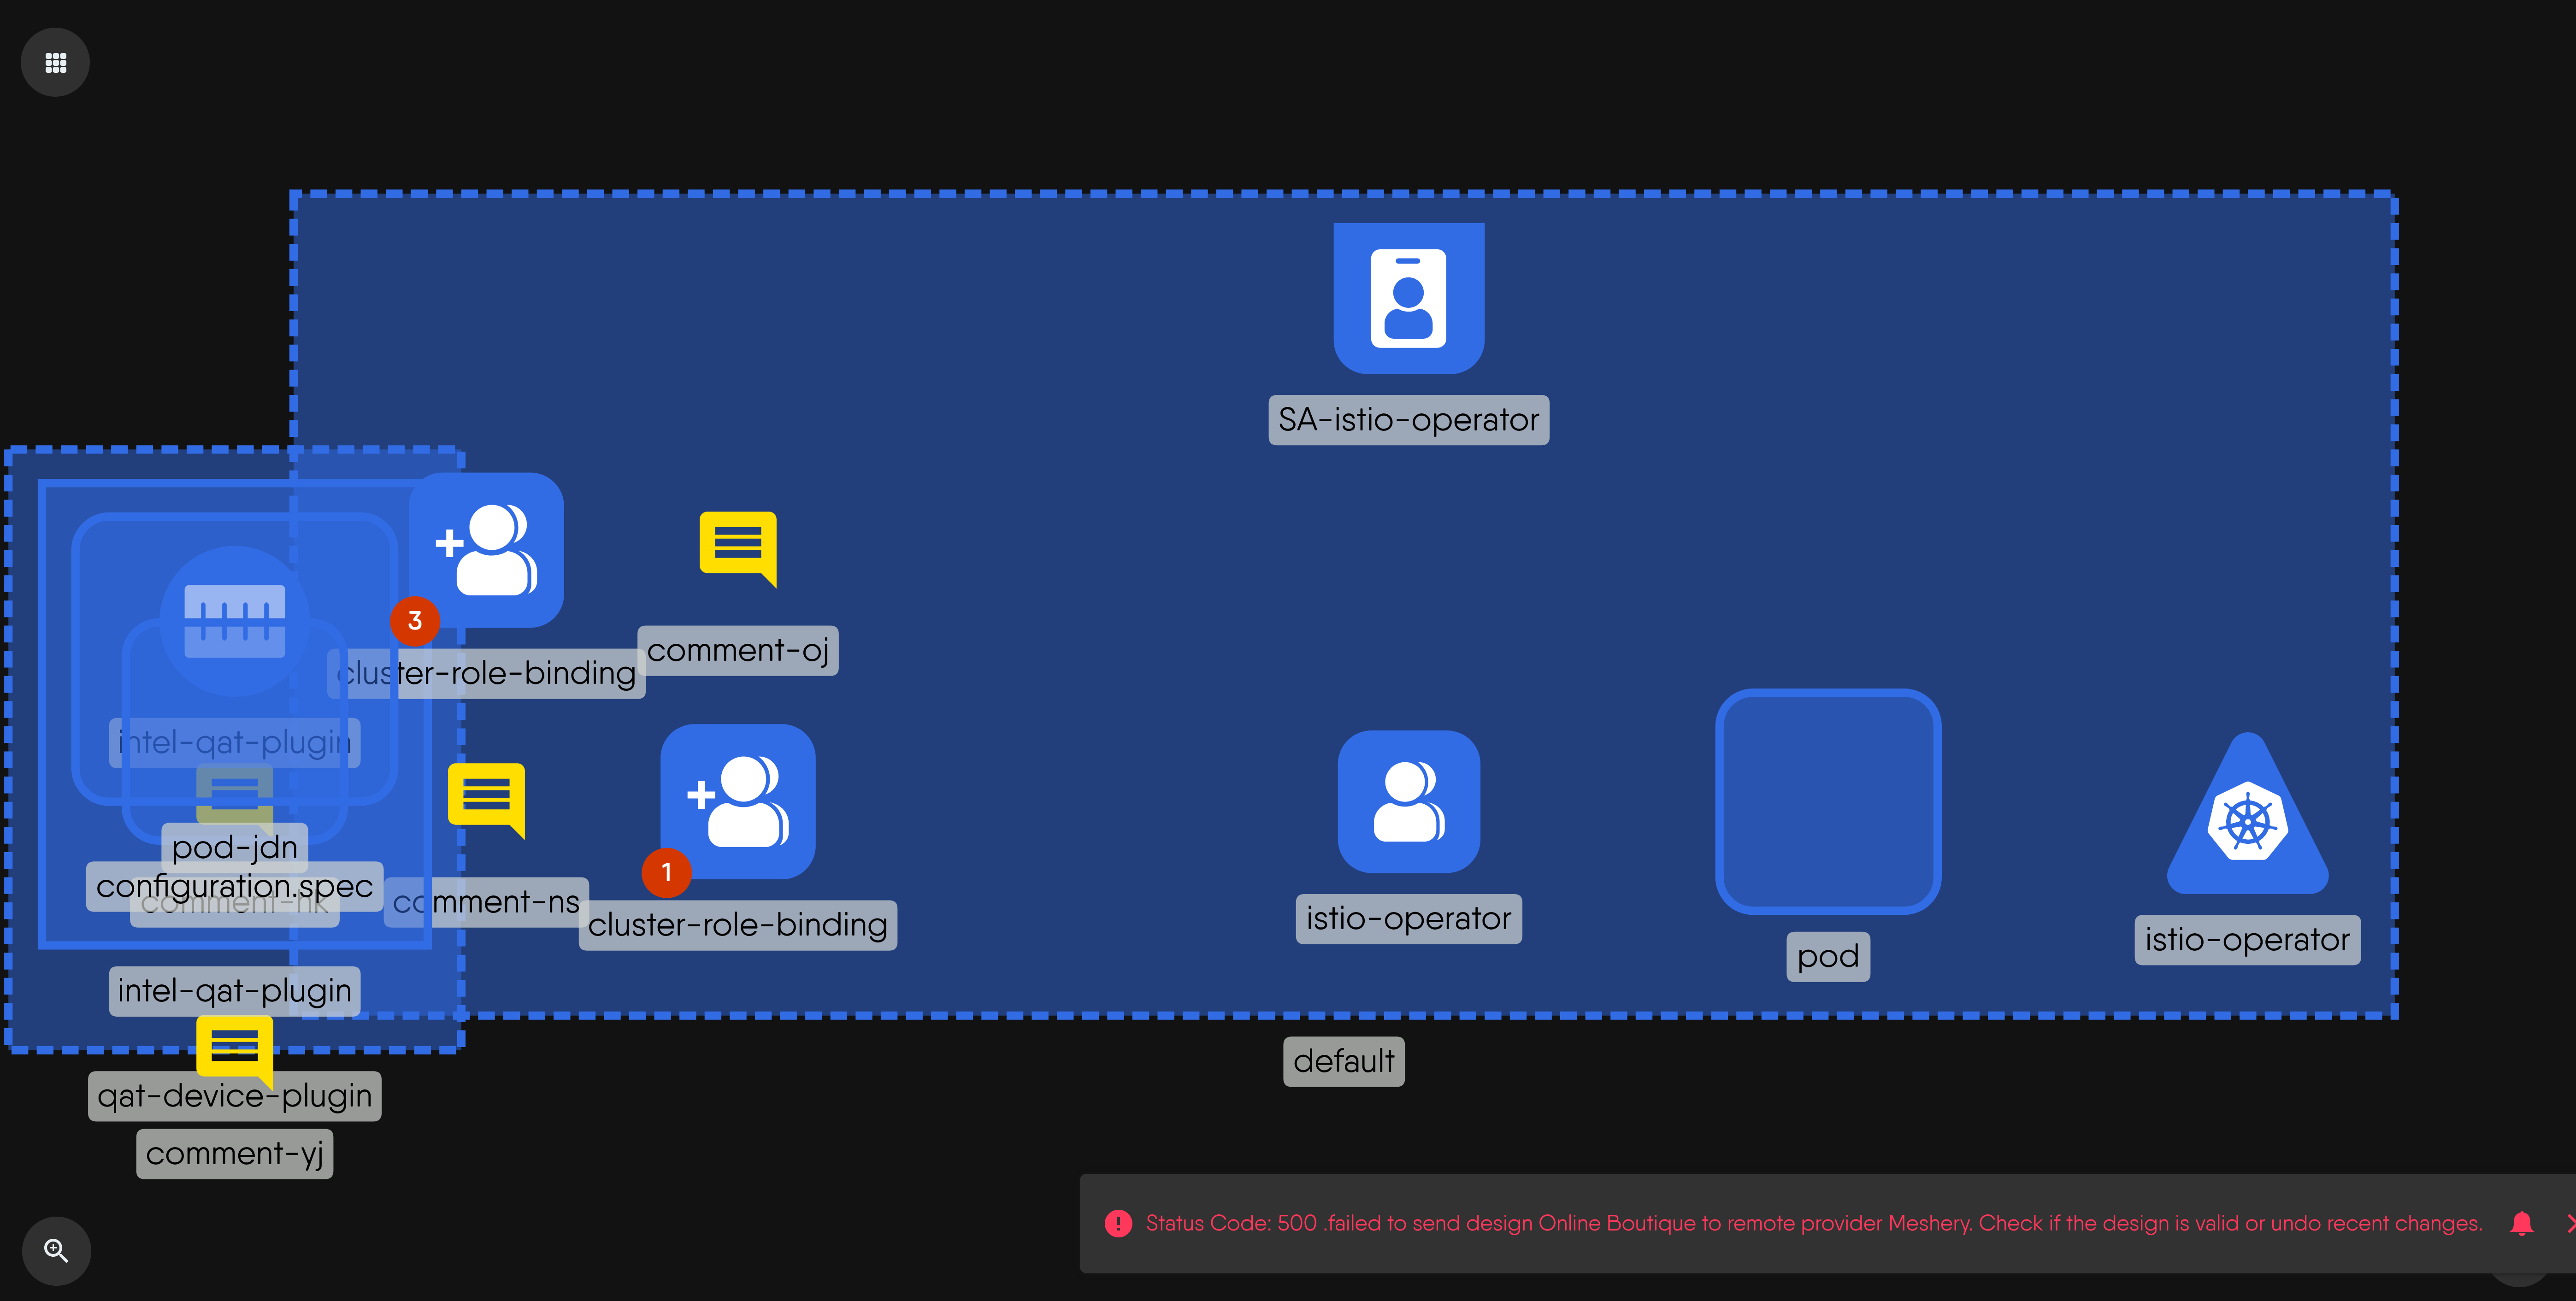 SA-istio-operator
3
cluster-role-binding
comment-oj
intel-qat-plugin
pod-jdn
configuration.spec
comment-nk
comment-ns
1
cluster-role-binding
istio-operator
pod
istio-operator
intel-qat-plugin
default
qat-device-plugin
comment-yj
Status Code: 500 .failed to send design Online Boutique to remote provider Meshery. Check if the design is valid or undo recent changes.